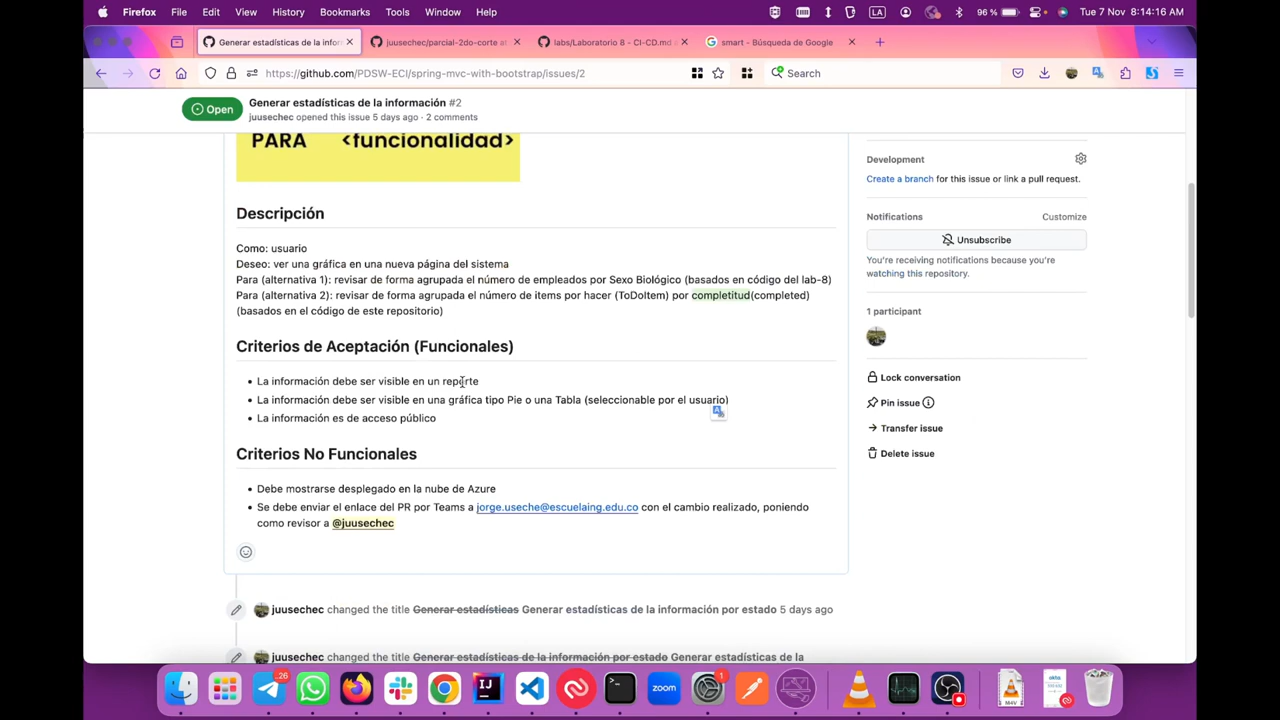 Firefox File Edit View History Bookmarks Tools Window Help LA 96 % Tue 7 Nov 8:14:16 AM
Generar estadísticas de la infor
juusechec/parcial-2do-corte at
labs/Laboratorio 8 - CI-CD.md
smart - Búsqueda de Google
https://github.com/PDSW-ECI/spring-mvc-with-bootstrap/issues/2
Search
Open
Generar estadísticas de la información #2
juusechec opened this issue 5 days ago · 2 comments
PARA <funcionalidad>
Descripción
Como: usuario
Deseo: ver una gráfica en una nueva página del sistema
Para (alternativa 1): revisar de forma agrupada el número de empleados por Sexo Biológico (basados en código del lab-8)
Para (alternativa 2): revisar de forma agrupada el número de items por hacer (ToDoItem) por completitud(completed)
(basados en el código de este repositorio)
Criterios de Aceptación (Funcionales)
La información debe ser visible en un reporte
La información debe ser visible en una gráfica tipo Pie o una Tabla (seleccionable por el usuario)
La información es de acceso público
Criterios No Funcionales
Debe mostrarse desplegado en la nube de Azure
Se debe enviar el enlace del PR por Teams a jorge.useche@escuelaing.edu.co con el cambio realizado, poniendo
como revisor a @juusechec
juusechec changed the title Generar estadísticas Generar estadísticas de la información por estado 5 days ago
juusechec changed the title Generar estadísticas de la información por estado Generar estadísticas de la
Development
Create a branch for this issue or link a pull request.
Notifications Customize
Unsubscribe
You're receiving notifications because you're
watching this repository.
1 participant
Lock conversation
Pin issue
Transfer issue
Delete issue
26
zoom
1